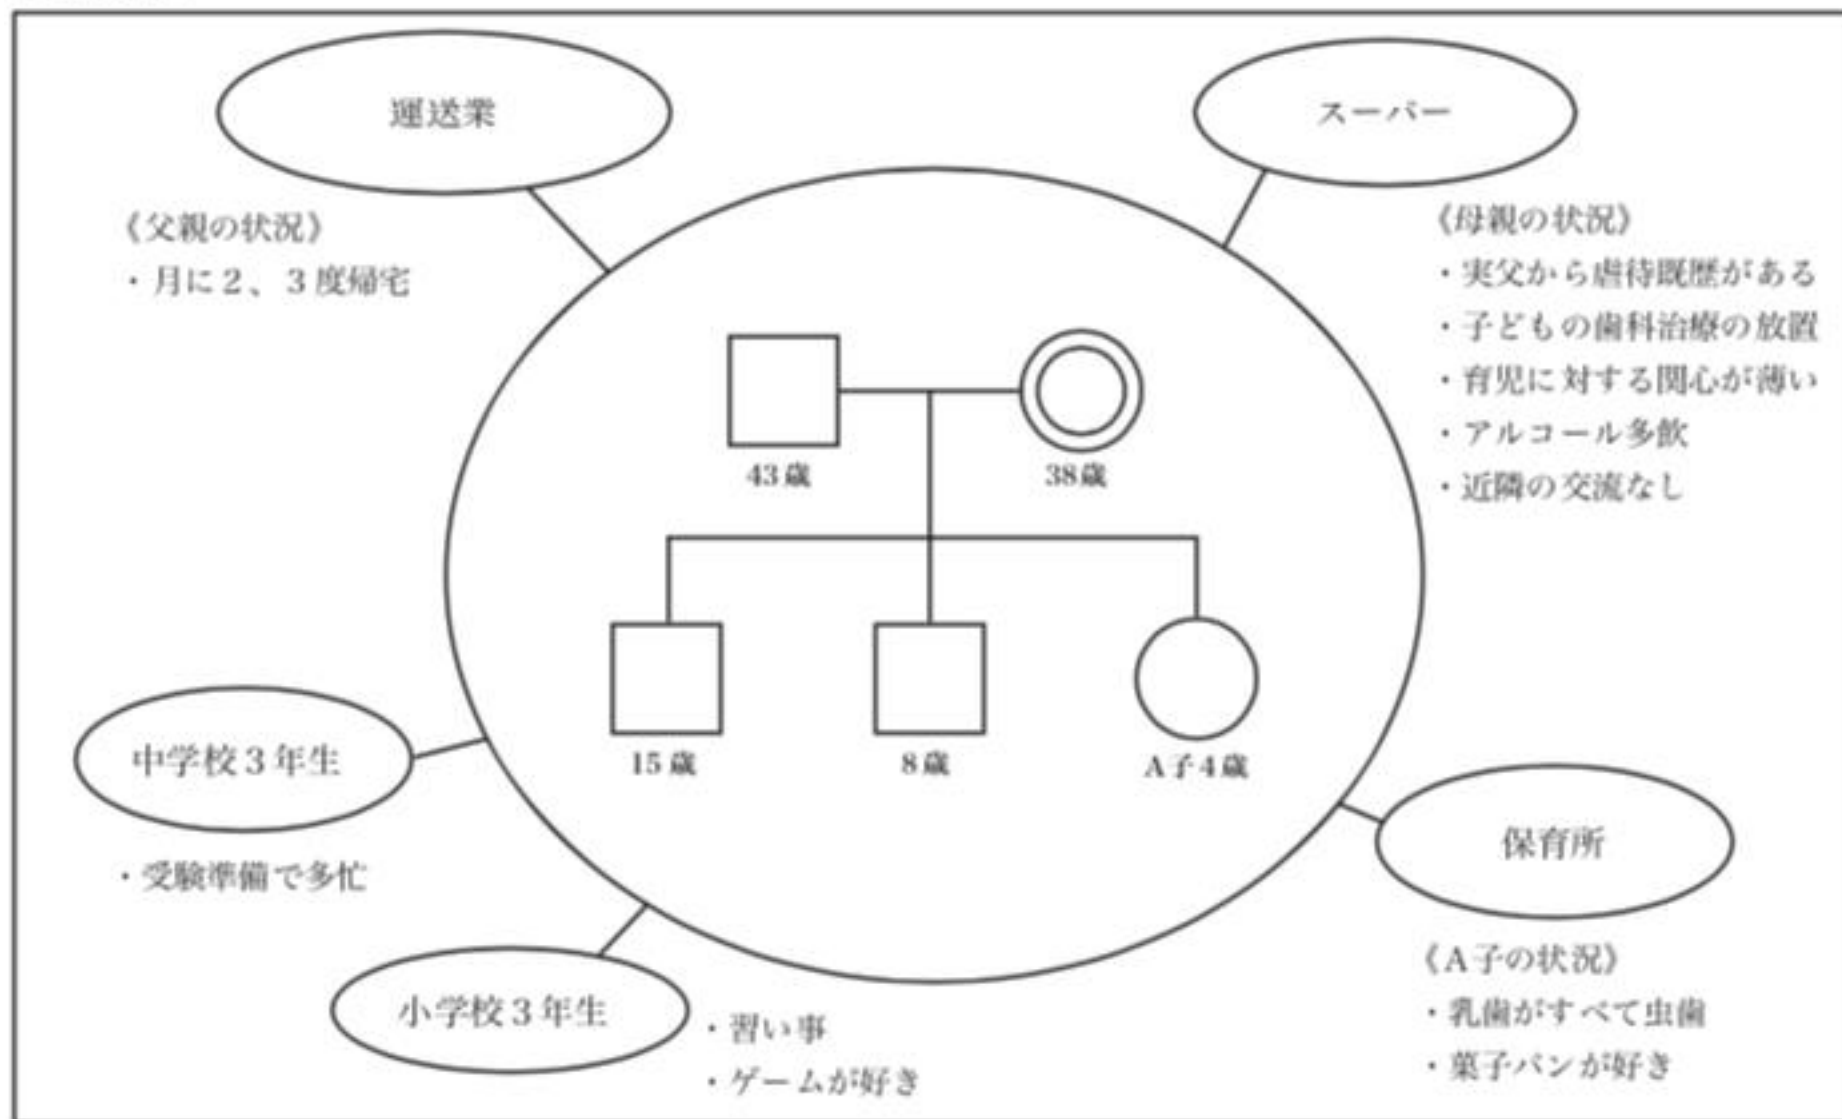 運送業
スーパー
《父親の状況》
・月に2、3度帰宅
《母親の状況》
・実父から虐待既歴がある
・子どもの歯科治療の放置
・育児に対する関心が薄い
・アルコール多飲
・近隣の交流なし
43歳
38歳
15歳
8歳
A子4歳
中学校3年生
・受験準備で多忙
小学校3年生
・習い事
・ゲームが好き
保育所
《A子の状況》
・乳歯がすべて虫歯
・菓子パンが好き